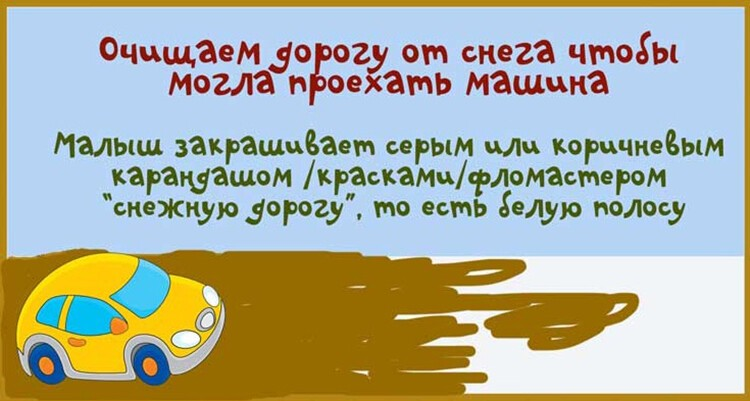 Очищаем дорогу от снега чтобы
могла проехать машина
Малыш закрашивает серым или коричневым
карандашом /красками/фломастером
"снежную дорогу", то есть белую полосу